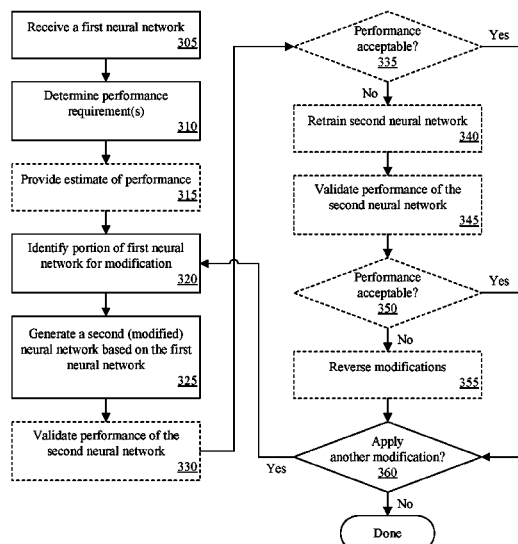 Receive a first neural network
305
Determine performance
requirement(s)
310
Provide estimate of performance
315
Identify portion of first neural
network for modification
320
Generate a second (modified)
neural network based on the first
neural network
325
Validate performance of the
second neural network
330
Performance
acceptable?
335
Yes
No
Retrain second neural network
340
Validate performance of the
second neural network
345
Performance
acceptable?
350
Yes
No
Reverse modifications
355
Apply
another modification?
360
Yes
No
Done